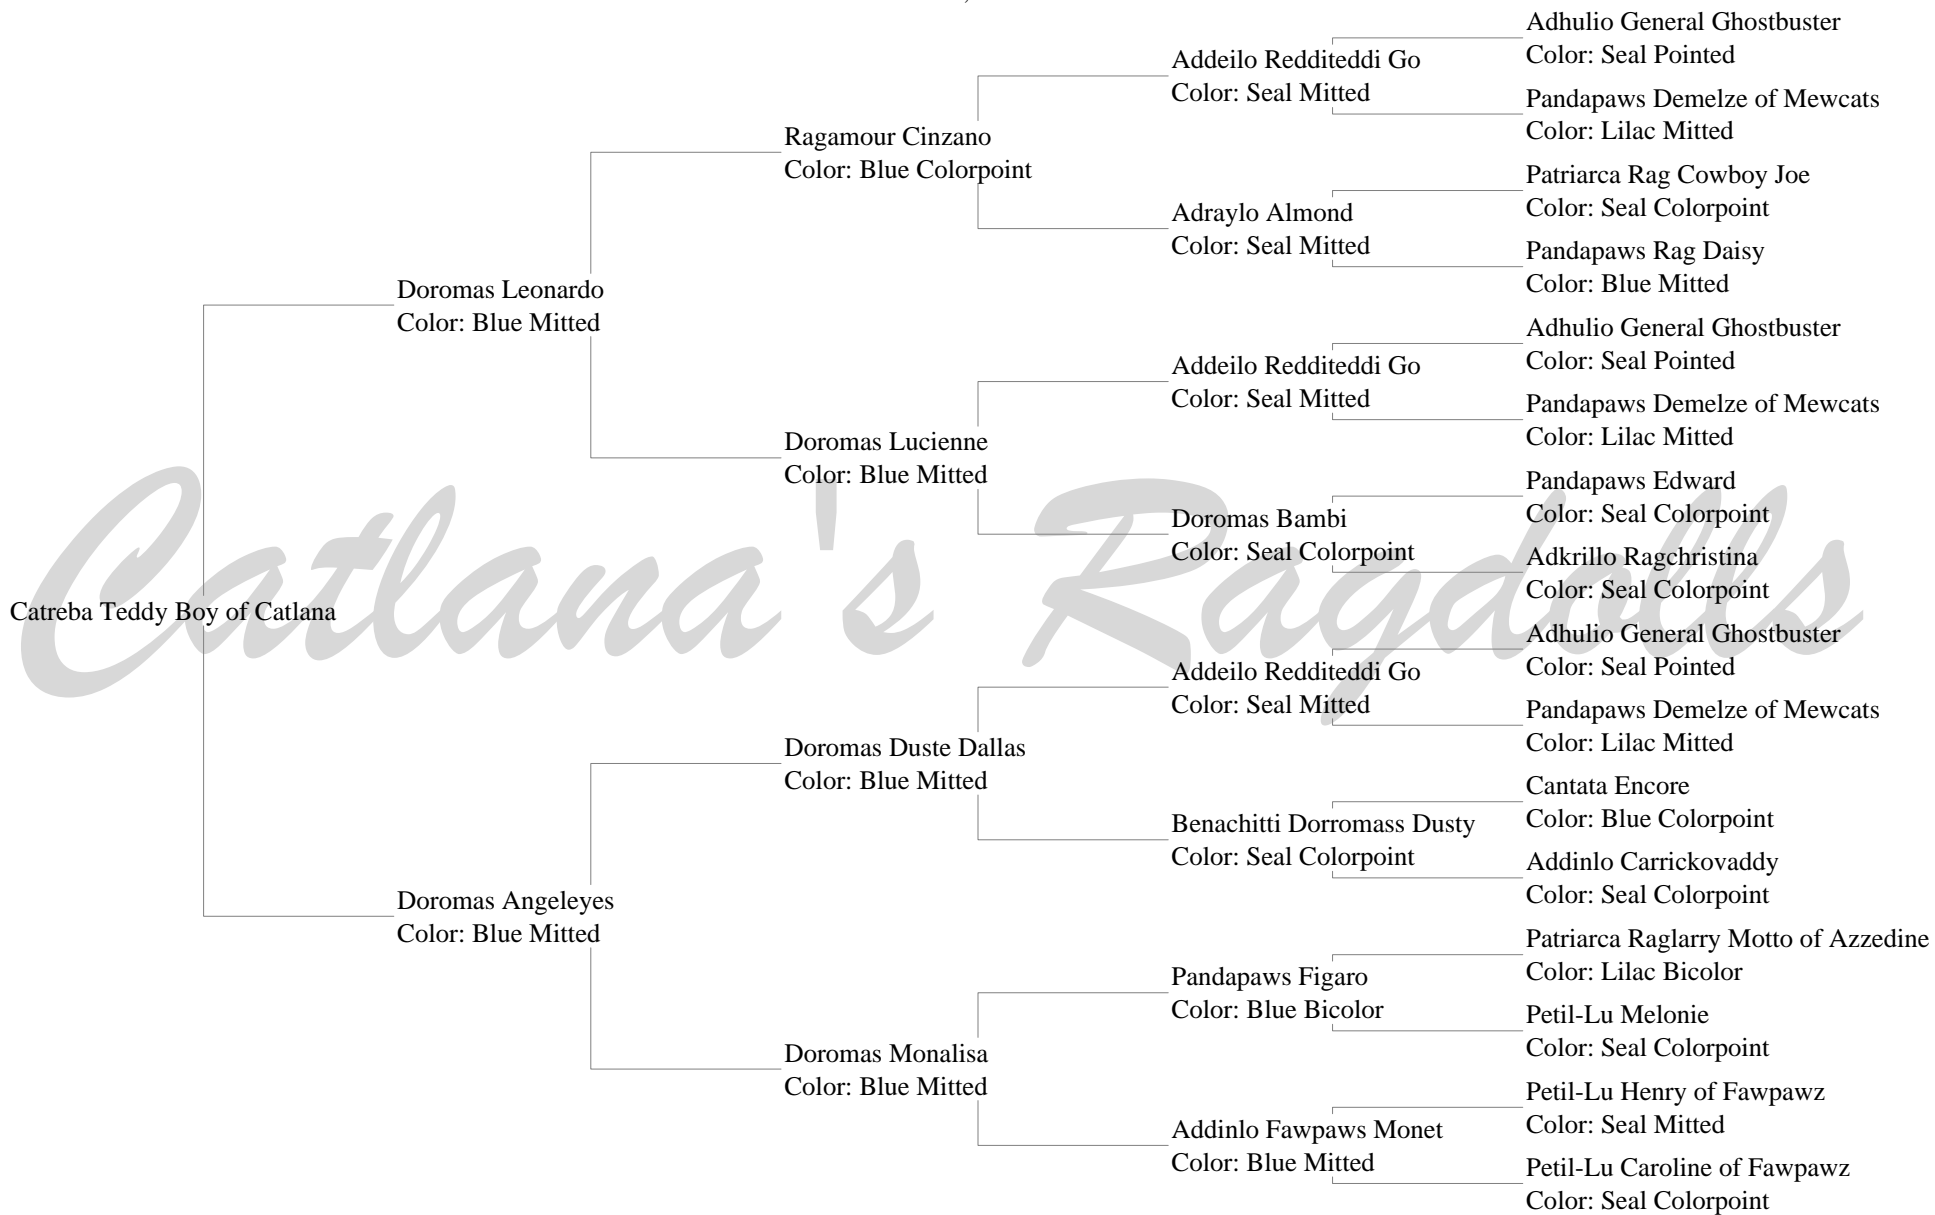 Adhulio General Ghostbuster
Color: Seal Pointed
Addeilo Redditeddi Go
Color: Seal Mitted
Pandapaws Demelze of Mewcats
Color: Lilac Mitted
Ragamour Cinzano
Color: Blue Colorpoint
Patriarca Rag Cowboy Joe
Color: Seal Colorpoint
Adraylo Almond
Color: Seal Mitted
Pandapaws Rag Daisy
Color: Blue Mitted
Doromas Leonardo
Color: Blue Mitted
Adhulio General Ghostbuster
Color: Seal Pointed
Addeilo Redditeddi Go
Color: Seal Mitted
Pandapaws Demelze of Mewcats
Color: Lilac Mitted
Doromas Lucienne
Color: Blue Mitted
Pandapaws Edward
Color: Seal Colorpoint
Doromas Bambi
Color: Seal Colorpoint
Adkrillo Ragchristina
Color: Seal Colorpoint
Catlana's Ragdolls
Catreba Teddy Boy of Catlana
Adhulio General Ghostbuster
Color: Seal Pointed
Addeilo Redditeddi Go
Color: Seal Mitted
Pandapaws Demelze of Mewcats
Color: Lilac Mitted
Doromas Duste Dallas
Color: Blue Mitted
Cantata Encore
Color: Blue Colorpoint
Benachitti Dorromass Dusty
Color: Seal Colorpoint
Addinlo Carrickovaddy
Color: Seal Colorpoint
Doromas Angeleyes
Color: Blue Mitted
Patriarca Raglarry Motto of Azzedine
Color: Lilac Bicolor
Pandapaws Figaro
Color: Blue Bicolor
Petil-Lu Melonie
Color: Seal Colorpoint
Doromas Monalisa
Color: Blue Mitted
Petil-Lu Henry of Fawpawz
Color: Seal Mitted
Addinlo Fawpaws Monet
Color: Blue Mitted
Petil-Lu Caroline of Fawpawz
Color: Seal Colorpoint